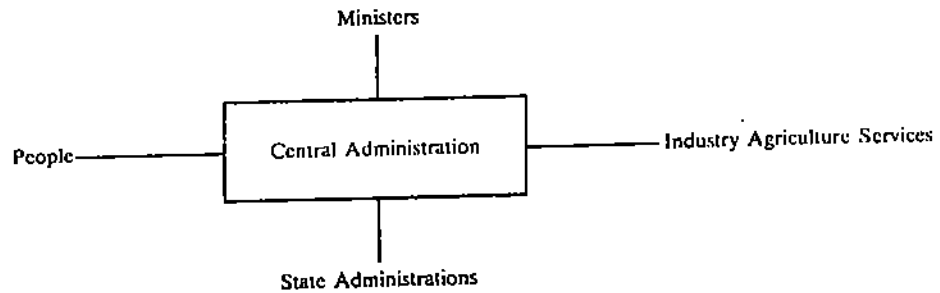 Ministers
People
Central Administration
Industry Agriculture Services
State Administrations